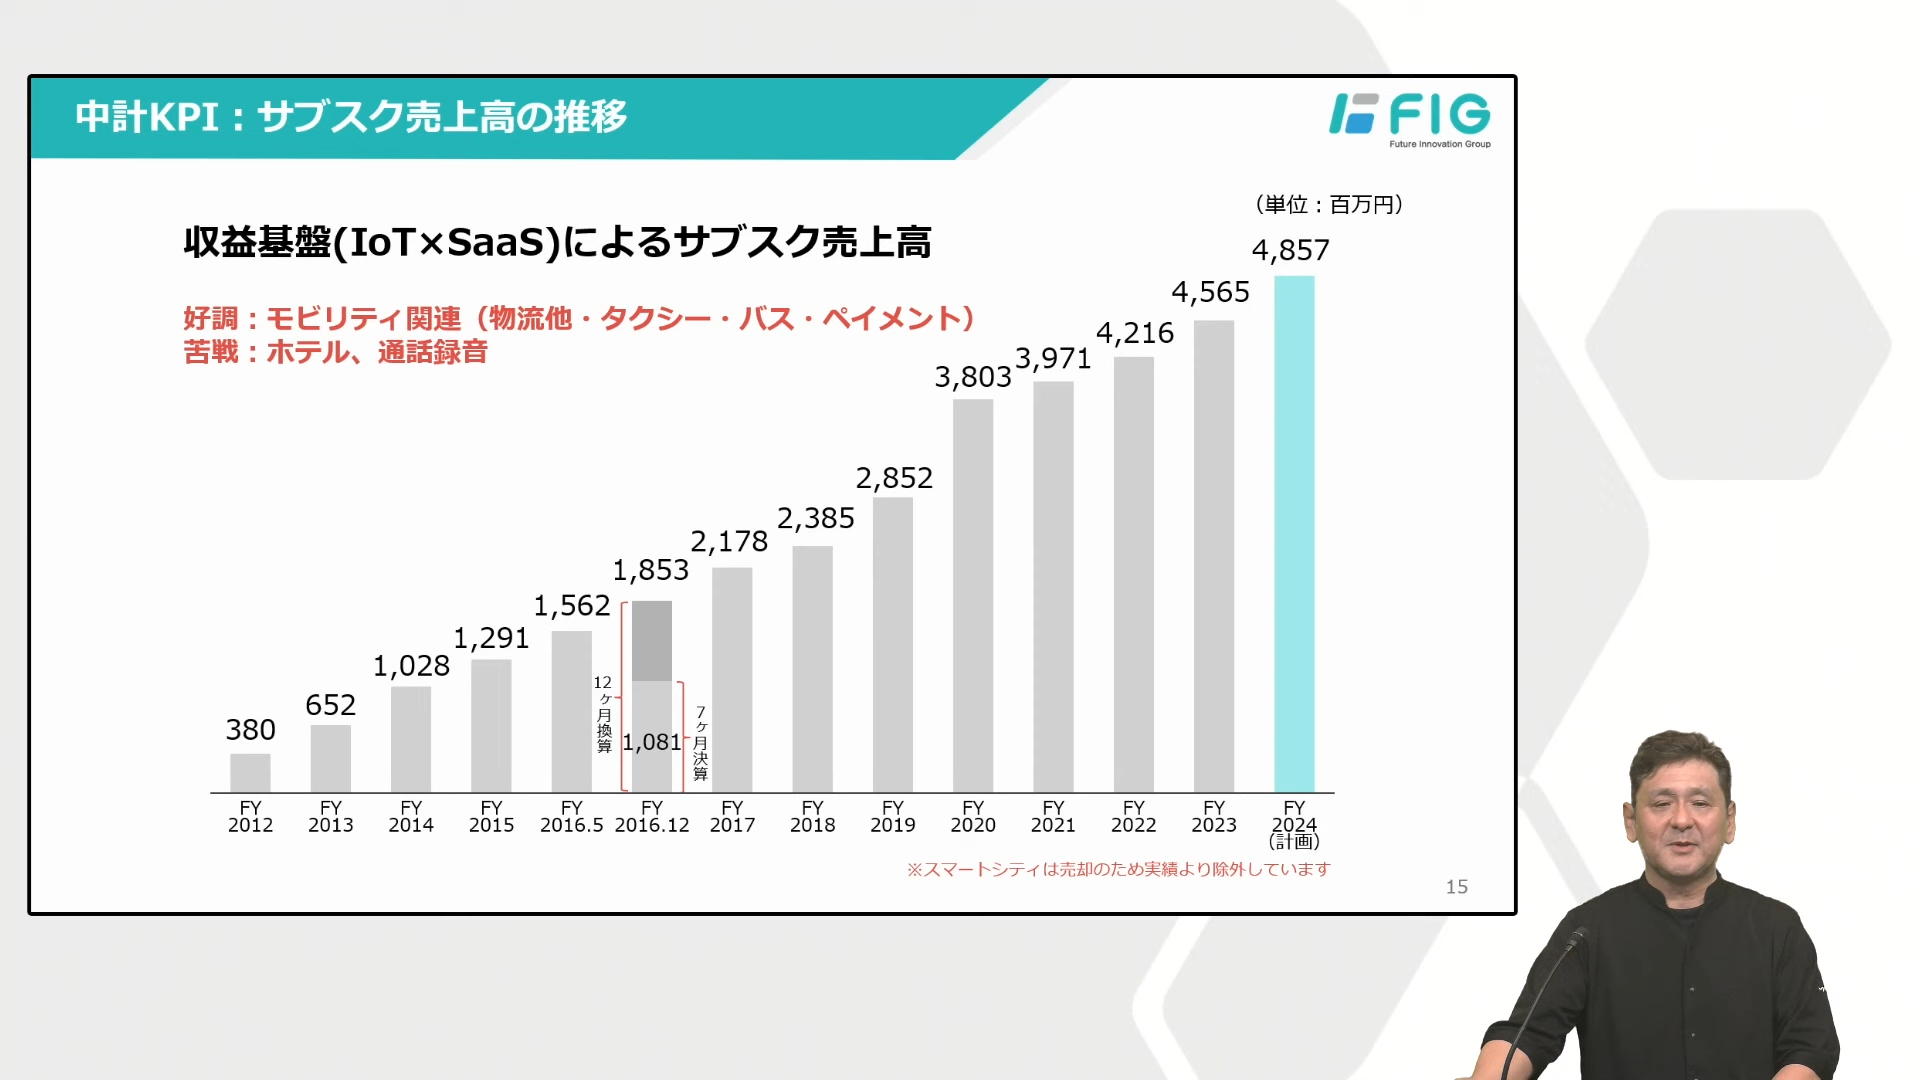 中計KPI：サブスク売上高の推移
FIG
Future Innovation Group
（単位：百万円）
収益基盤(IoT×SaaS)によるサブスク売上高
好調：モビリティ関連（物流他・タクシー・バス・ペイメント）
苦戦：ホテル、通話録音
380
652
1,028
1,291
1,562
1,853
2,178
2,385
2,852
3,803
3,971
4,216
4,565
4,857
12ヶ月換算
1,081
7ヶ月決算
FY 2012
FY 2013
FY 2014
FY 2015
FY 2016.5
FY 2016.12
FY 2017
FY 2018
FY 2019
FY 2020
FY 2021
FY 2022
FY 2023
FY 2024 （計画）
※スマートシティは売却のため実績より除外しています
15